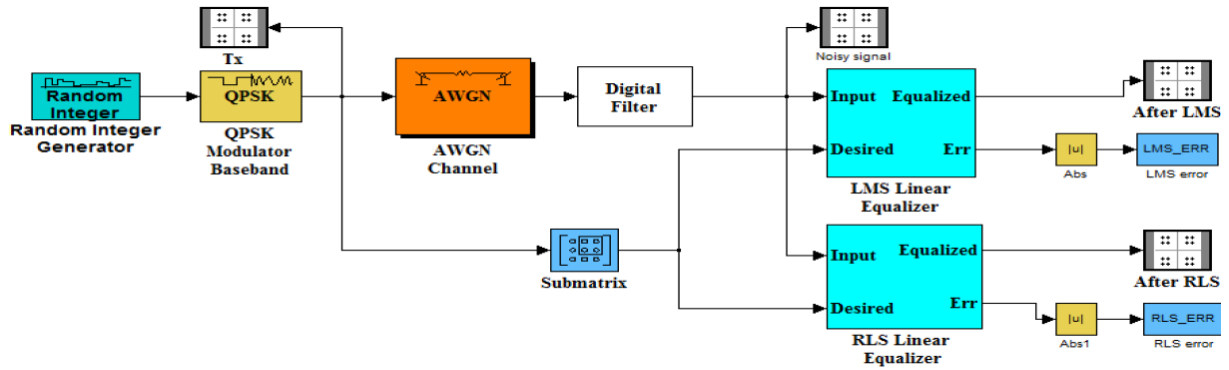 Tx
Noisy signal
Random
Integer
Random Integer
Generator
QPSK
QPSK
Modulator
Baseband
AWGN
AWGN
Channel
Digital
Filter
Input
Equalized
Desired
Err
LMS Linear
Equalizer
After LMS
|u|
Abs
LMS_ERR
LMS error
Submatrix
Input
Equalized
Desired
Err
RLS Linear
Equalizer
After RLS
|u|
Abs1
RLS_ERR
RLS error